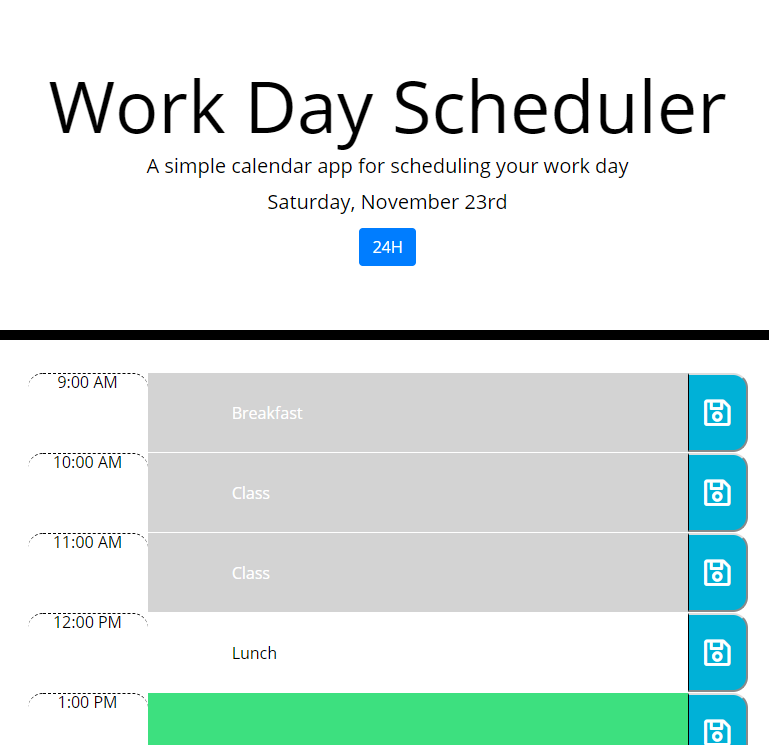 Work Day Scheduler
A simple calendar app for scheduling your work day
Saturday, November 23rd
24H
9:00 AM
Breakfast
10:00 AM
Class
11:00 AM
Class
12:00 PM
Lunch
1:00 PM